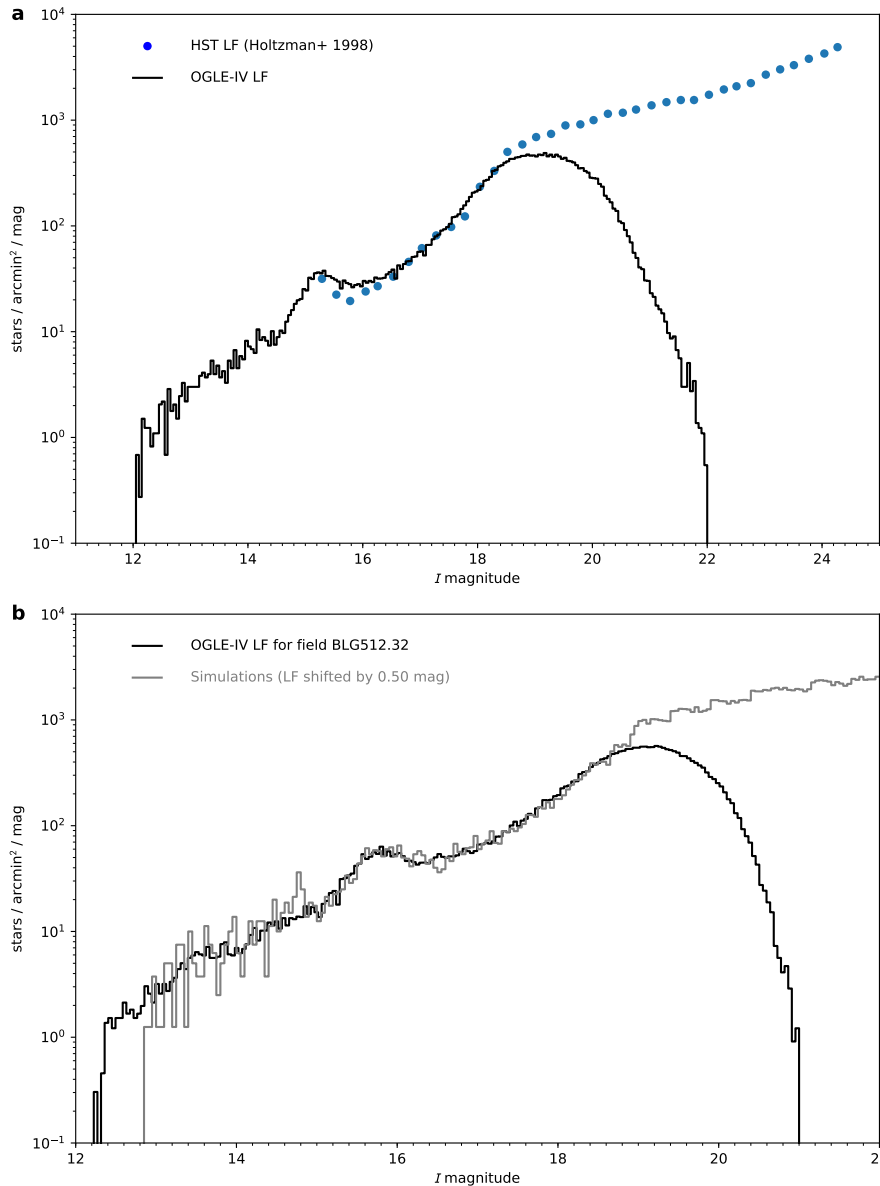 a
10⁴
10³
10²
10¹
10⁰
10⁻¹
stars / arcmin² / mag
HST LF (Holtzman+ 1998)
OGLE-IV LF
12 14 16 18 20 22 24
I magnitude
b
10⁴
10³
10²
10¹
10⁰
10⁻¹
stars / arcmin² / mag
OGLE-IV LF for field BLG512.32
Simulations (LF shifted by 0.50 mag)
12 14 16 18 20
I magnitude